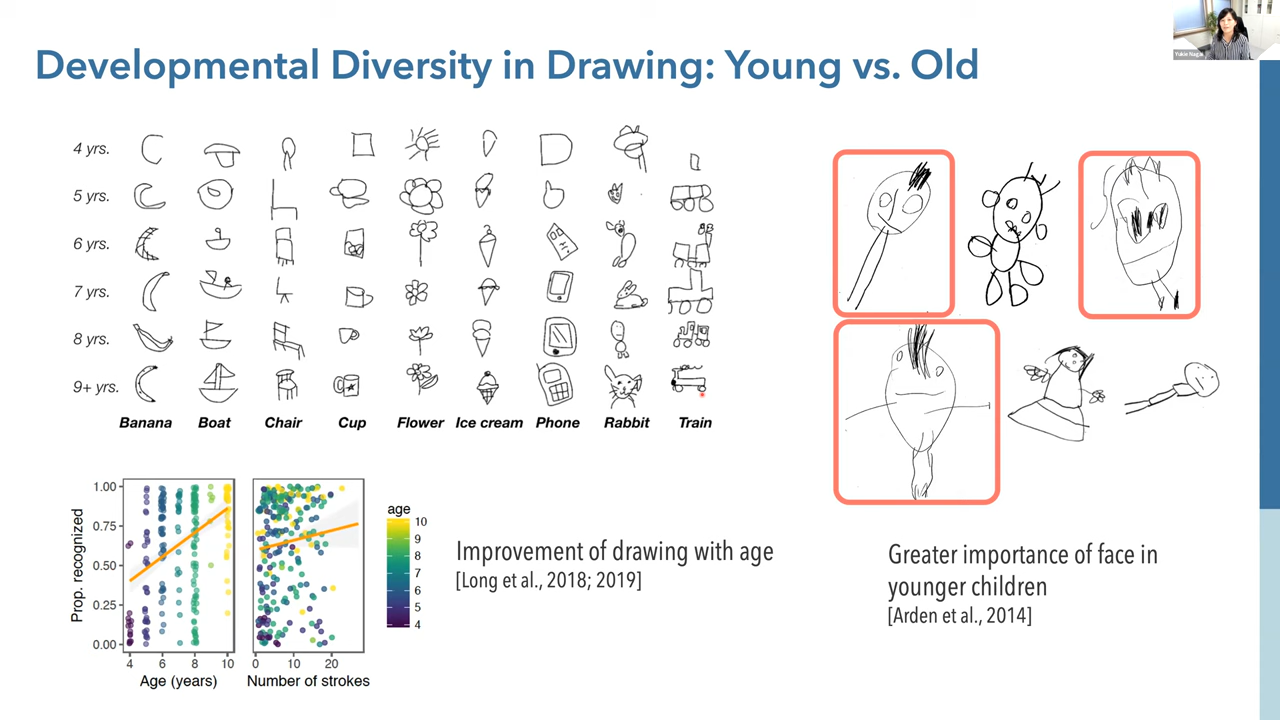 Developmental Diversity in Drawing: Young vs. Old
Yukie Nagai
4 yrs.
5 yrs.
6 yrs.
7 yrs.
8 yrs.
9+ yrs.
Banana Boat Chair Cup Flower Ice cream Phone Rabbit Train
Prop. recognized
1.00
0.75
0.50
0.25
0.00
4 6 8 10
Age (years)
0 10 20
Number of strokes
age
10
9
8
7
6
5
4
Improvement of drawing with age
[Long et al., 2018; 2019]
Greater importance of face in
younger children
[Arden et al., 2014]